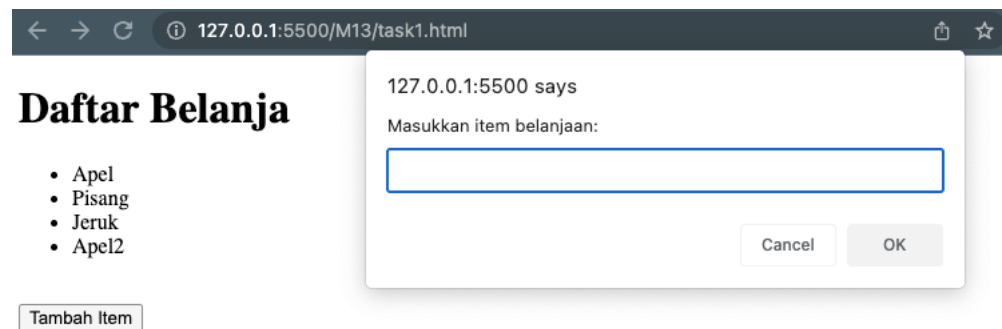 127.0.0.1:5500/M13/task1.html
127.0.0.1:5500 says
Masukkan item belanjaan:
Cancel OK
Daftar Belanja
Apel
Pisang
Jeruk
Apel2
Tambah Item